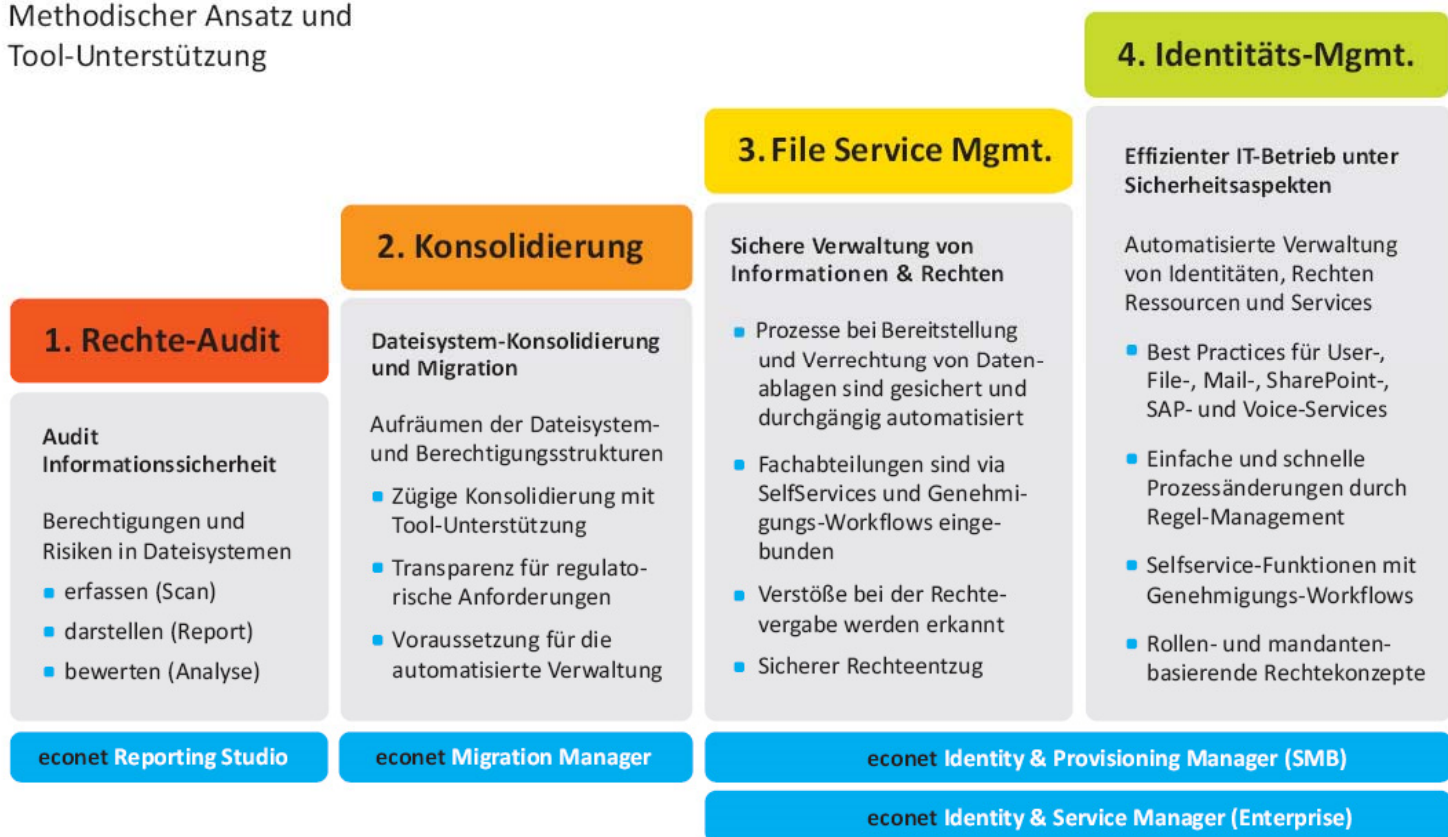 Methodischer Ansatz und
Tool-Unterstützung
1. Rechte-Audit
Audit
Informationssicherheit
Berechtigungen und
Risiken in Dateisystemen
erfassen (Scan)
darstellen (Report)
bewerten (Analyse)
econet Reporting Studio
2. Konsolidierung
Dateisystem-Konsolidierung
und Migration
Aufräumen der Dateisystem-
und Berechtigungsstrukturen
Zügige Konsolidierung mit
Tool-Unterstützung
Transparenz für regulato-
rische Anforderungen
Voraussetzung für die
automatisierte Verwaltung
econet Migration Manager
3. File Service Mgmt.
Sichere Verwaltung von
Informationen & Rechten
Prozesse bei Bereitstellung
und Verrechtung von Daten-
ablagen sind gesichert und
durchgängig automatisiert
Fachabteilungen sind via
SelfServices und Genehmi-
gungs-Workflows einge-
bunden
Verstöße bei der Rechte-
vergabe werden erkannt
Sicherer Rechteentzug
4. Identitäts-Mgmt.
Effizienter IT-Betrieb unter
Sicherheitsaspekten
Automatisierte Verwaltung
von Identitäten, Rechten
Ressourcen und Services
Best Practices für User-,
File-, Mail-, SharePoint-,
SAP- und Voice-Services
Einfache und schnelle
Prozessänderungen durch
Regel-Management
Selfservice-Funktionen mit
Genehmigungs-Workflows
Rollen- und mandanten-
basierende Rechtekonzepte
econet Identity & Provisioning Manager (SMB)
econet Identity & Service Manager (Enterprise)